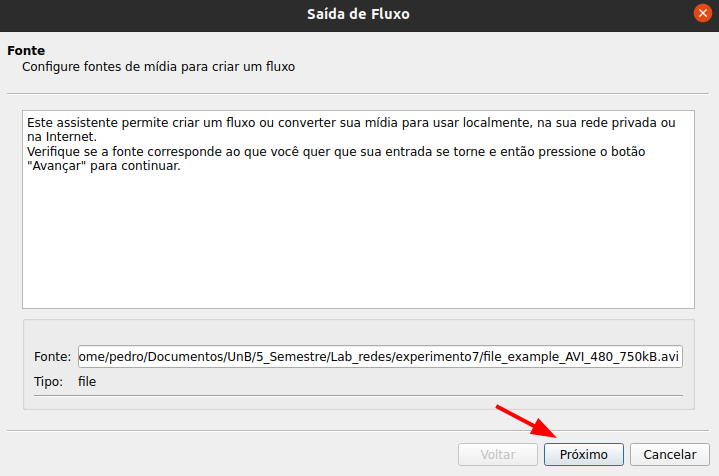 Saída de Fluxo
Fonte
Configure fontes de mídia para criar um fluxo
Este assistente permite criar um fluxo ou converter sua mídia para usar localmente, na sua rede privada ou
na Internet.
Verifique se a fonte corresponde ao que você quer que sua entrada se torne e então pressione o botão
"Avançar" para continuar.
Fonte: ome/pedro/Documentos/UnB/5_Semestre/Lab_redes/experimento7/file_example_AVI_480_750kB.avi
Tipo: file
Voltar Próximo Cancelar